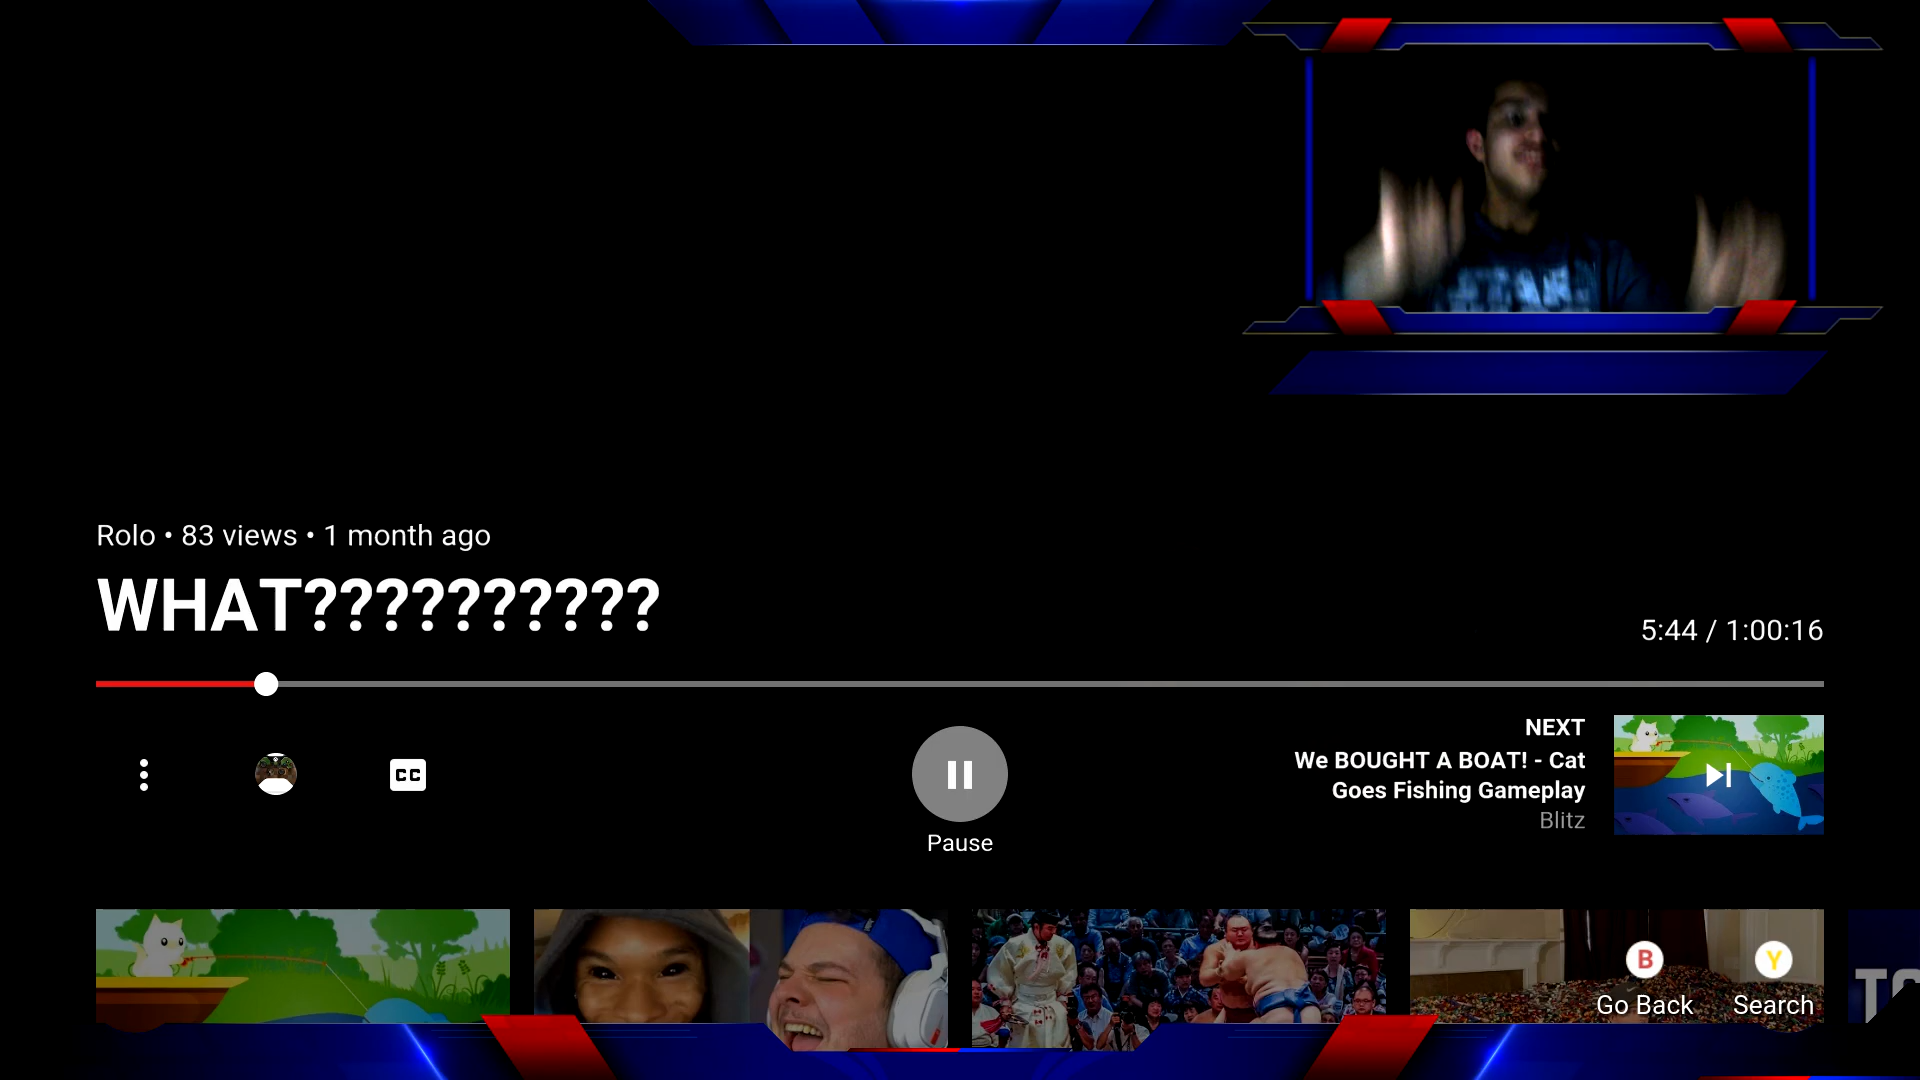 Rolo • 83 views • 1 month ago
WHAT??????????
5:44 / 1:00:16
NEXT
We BOUGHT A BOAT! - Cat
Goes Fishing Gameplay
Blitz
CC
Pause
B
Y
Go Back
Search